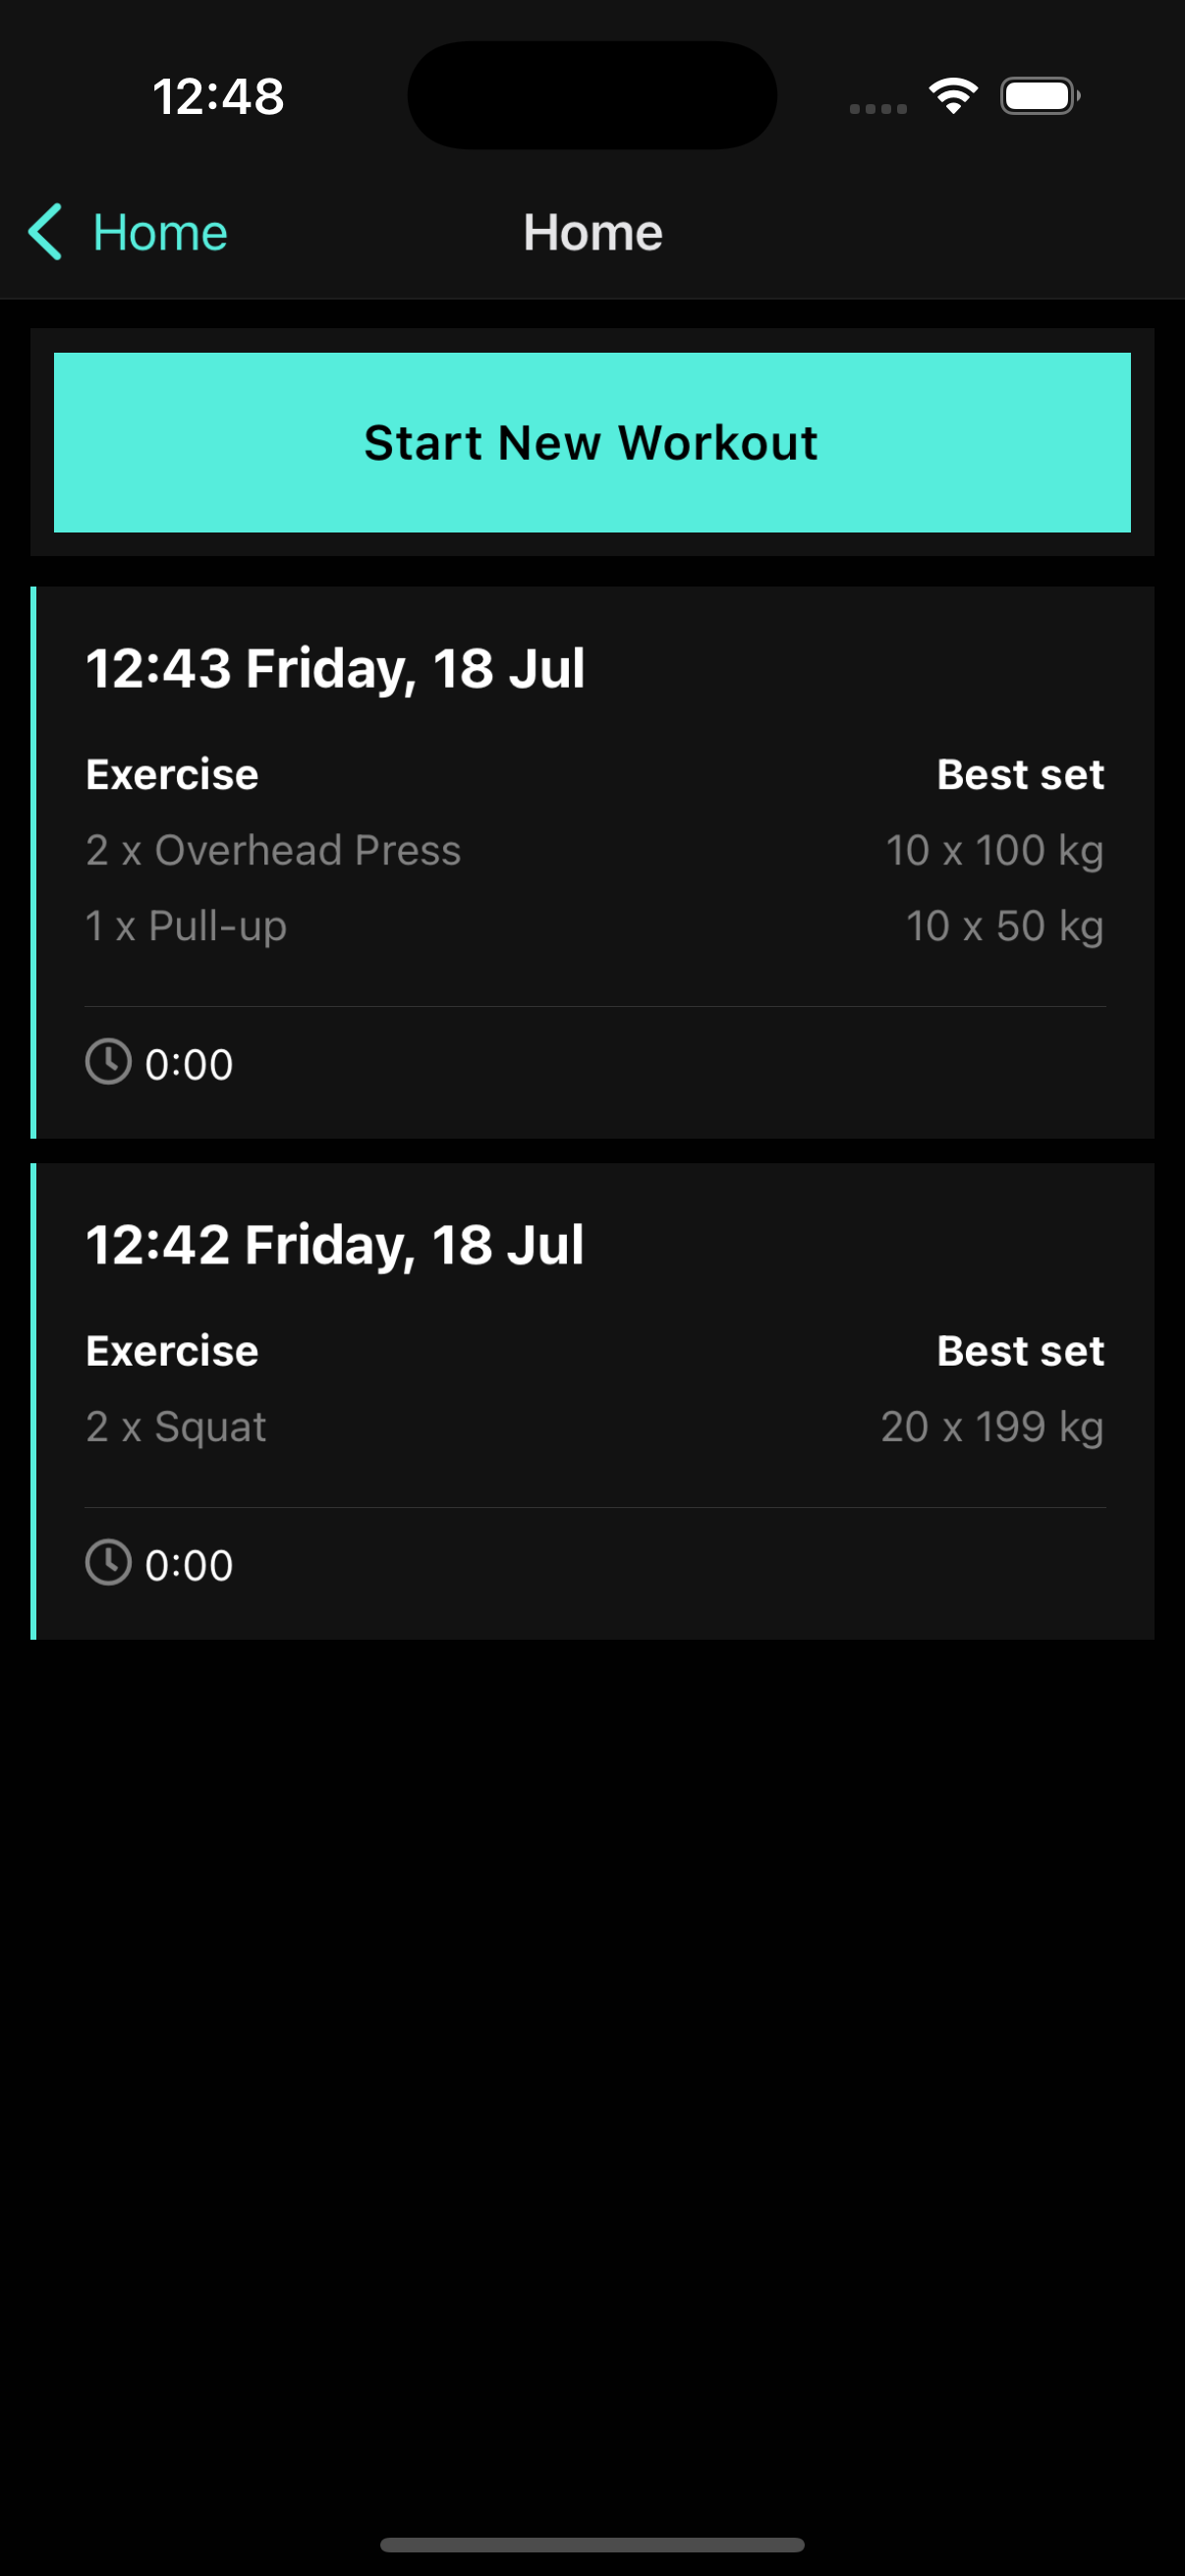 12:48
Home Home
Start New Workout
12:43 Friday, 18 Jul
Exercise Best set
2 x Overhead Press 10 x 100 kg
1 x Pull-up 10 x 50 kg
0:00
12:42 Friday, 18 Jul
Exercise Best set
2 x Squat 20 x 199 kg
0:00